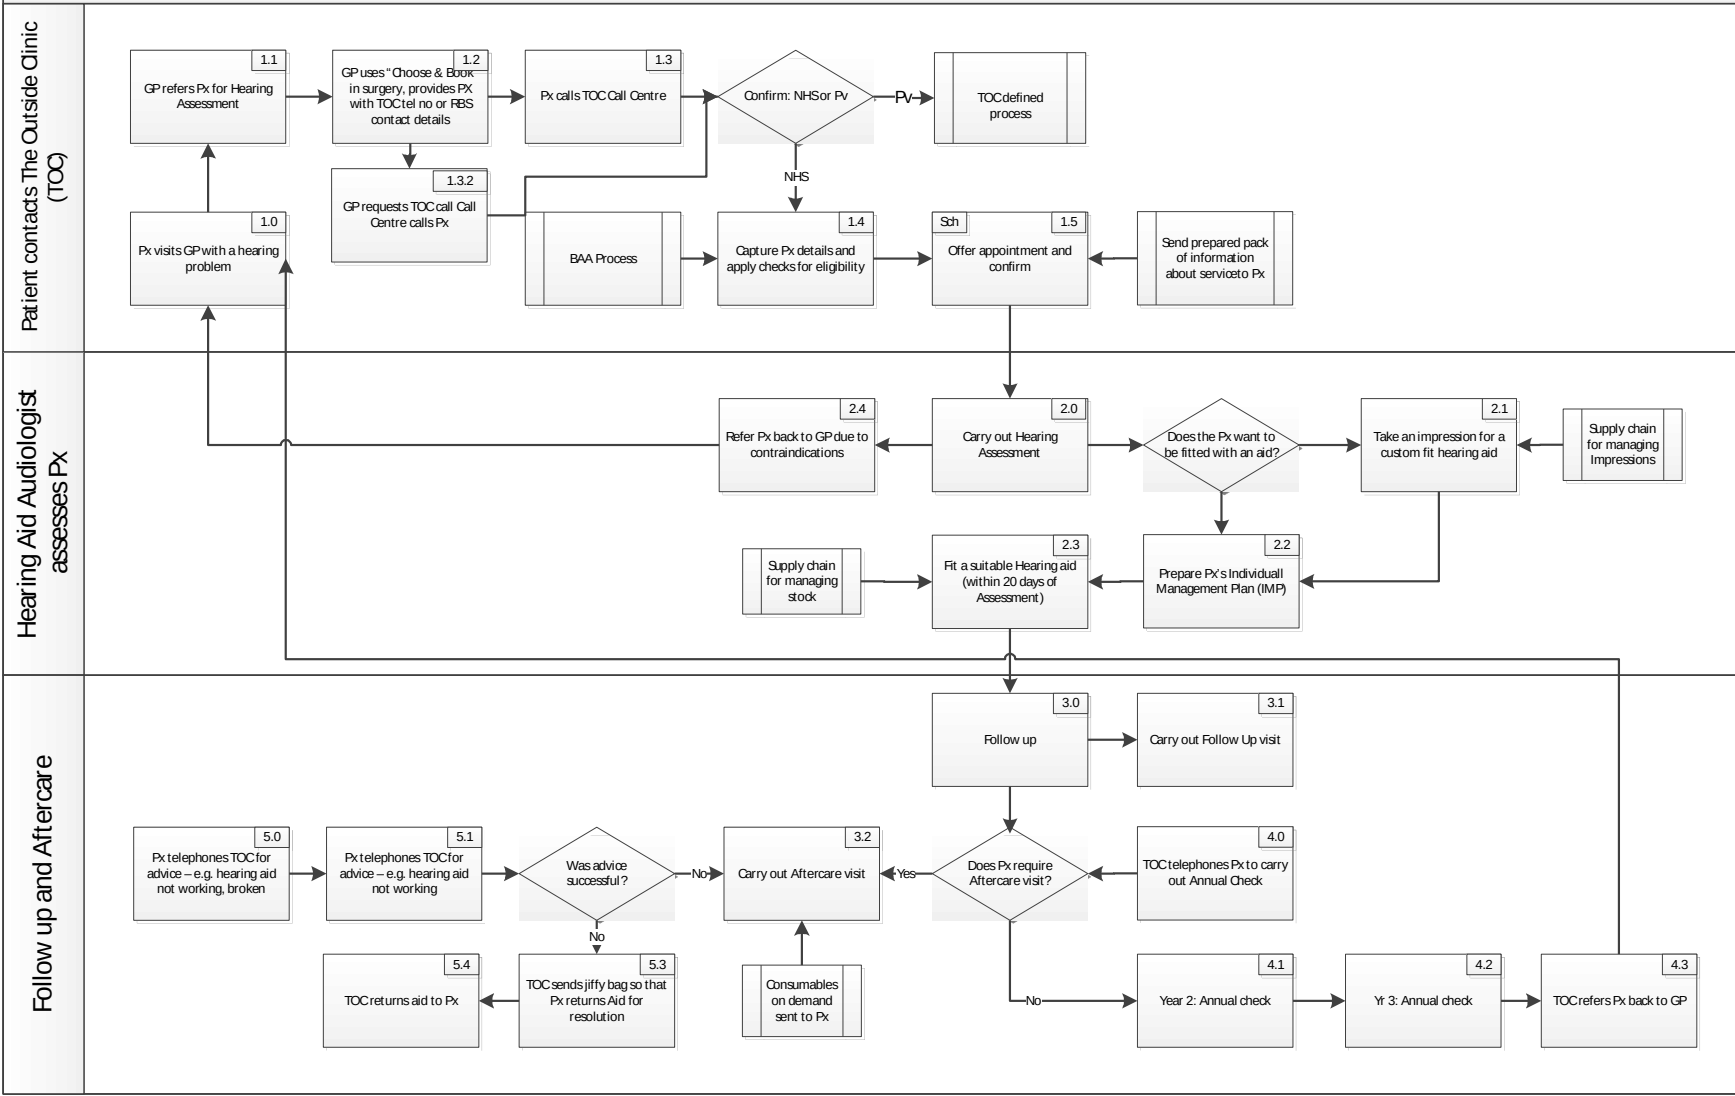 Patient contacts The Outside Clinic
(TOC)
1.1
GP refers Px for Hearing
Assessment
1.2
GP uses “Choose & Book
in surgery, provides PX
with TOC tel no or RBS
contact details
1.3
Px calls TOC Call Centre
Confirm: NHS or Pv
Pv
TOC defined
process
NHS
1.3.2
GP requests TOC call Call
Centre calls Px
1.0
Px visits GP with a hearing
problem
BAA Process
1.4
Capture Px details and
apply checks for eligibility
Sch
1.5
Offer appointment and
confirm
Send prepared pack
of information
about service to Px
Hearing Aid Audiologist
assesses Px
2.4
Refer Px back to GP due to
contraindications
2.0
Carry out Hearing
Assessment
Does the Px want to
be fitted with an aid?
2.1
Take an impression for a
custom fit hearing aid
Supply chain
for managing
Impressions
Supply chain
for managing
stock
2.3
Fit a suitable Hearing aid
(within 20 days of
Assessment)
2.2
Prepare Px’s Individuall
Management Plan (IMP)
Follow up and Aftercare
3.0
Follow up
3.1
Carry out Follow Up visit
5.0
Px telephones TOC for
advice – e.g. hearing aid
not working, broken
5.1
Px telephones TOC for
advice – e.g. hearing aid
not working
Was advice
successful?
No
3.2
Carry out Aftercare visit
Yes
Does Px require
Aftercare visit?
4.0
TOC telephones Px to carry
out Annual Check
No
5.4
TOC returns aid to Px
5.3
TOC sends jiffy bag so that
Px returns Aid for
resolution
Consumables
on demand
sent to Px
No
4.1
Year 2: Annual check
4.2
Yr 3: Annual check
4.3
TOC refers Px back to GP